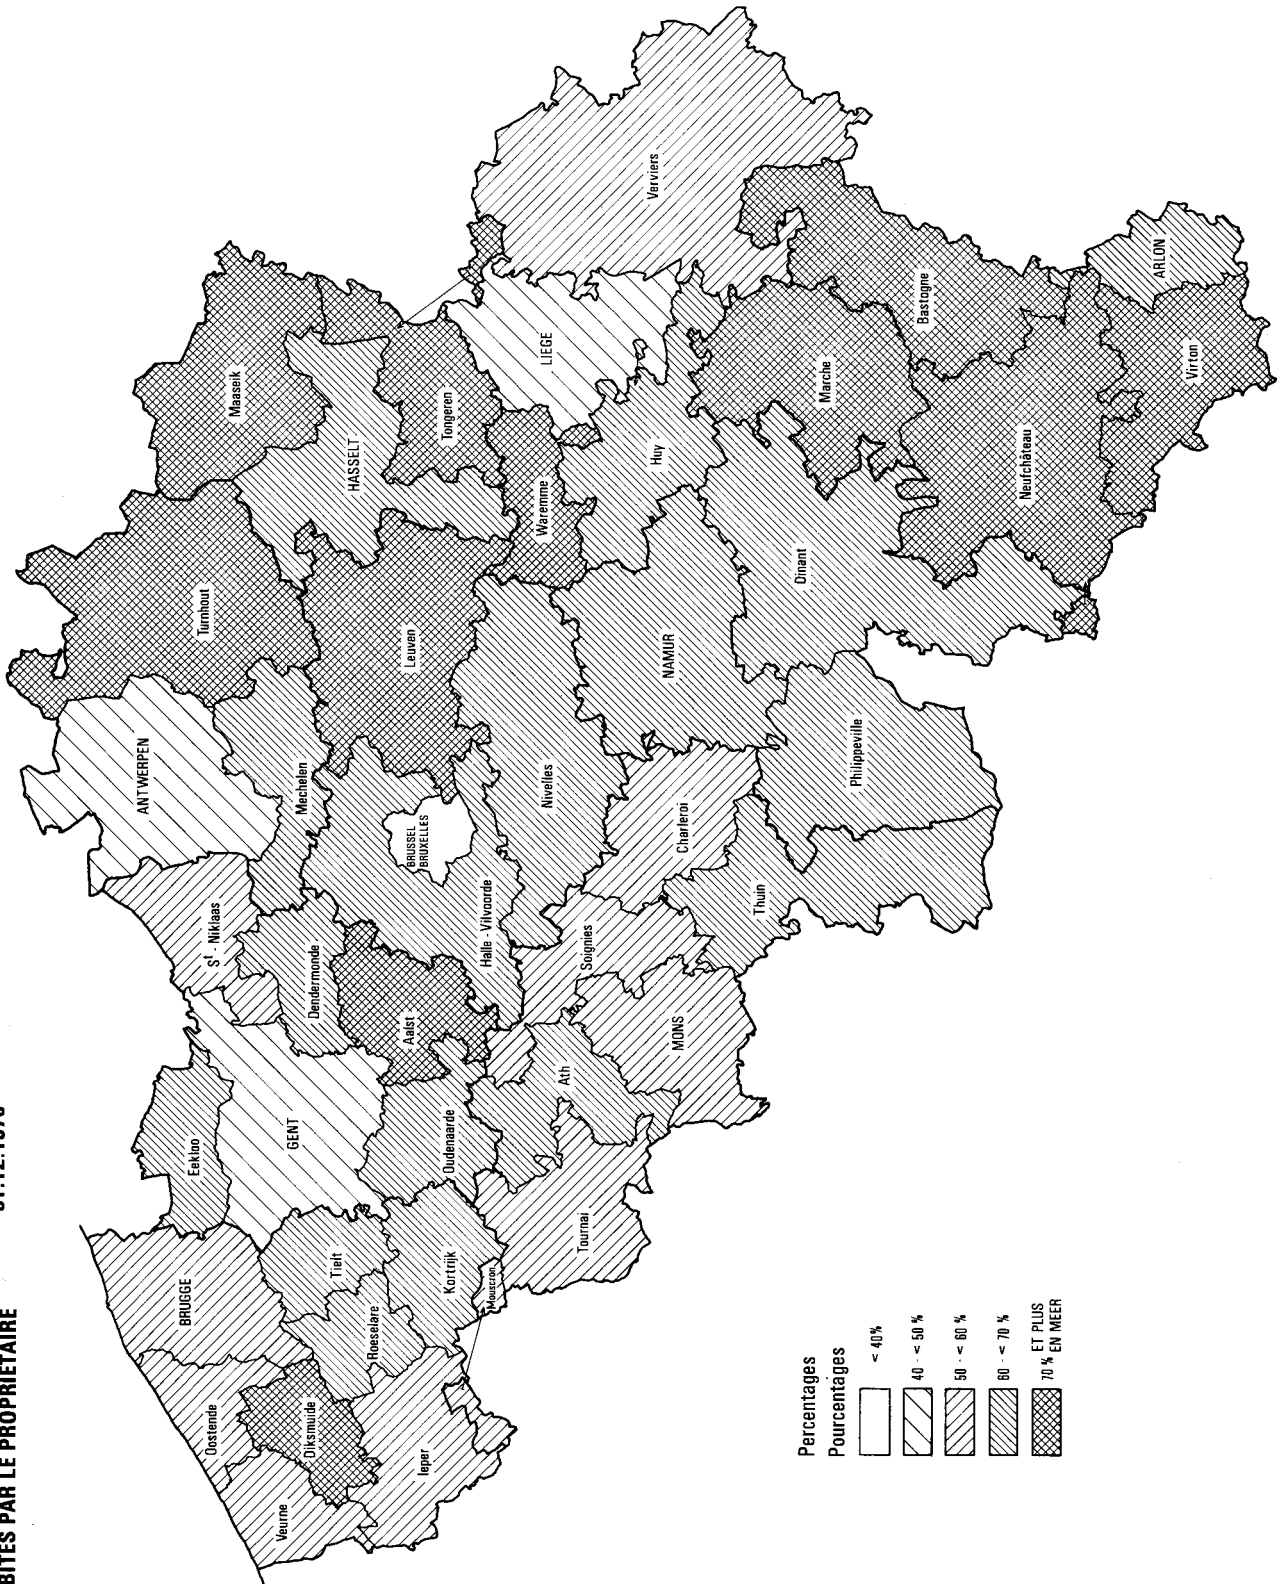 BITES PAR LE PROPRIETAIRE
Veurne
Oostende
Diksmuide
Ieper
BRUGGE
Roeselare
Tielt
Kortrijk
Mouscron
Eekloo
GENT
Oudenaarde
Tournai
Ath
Aalst
Dendermonde
St - Niklaas
MONS
Soignies
Halle - Vilvoorde
BRUSSEL
BRUXELLES
Mechelen
ANTWERPEN
Thuin
Charleroi
Nivelles
Philippeville
NAMUR
Leuven
Turnhout
Dinant
HASSELT
Maaseik
Tongeren
Waremme
Huy
LIEGE
Marche
Neufchâteau
Bastogne
Virton
ARLON
Verviers
Percentages
Pourcentages
< 40%
40 - < 50 %
50 - < 60 %
60 - < 70 %
70 % ET PLUS
EN MEER